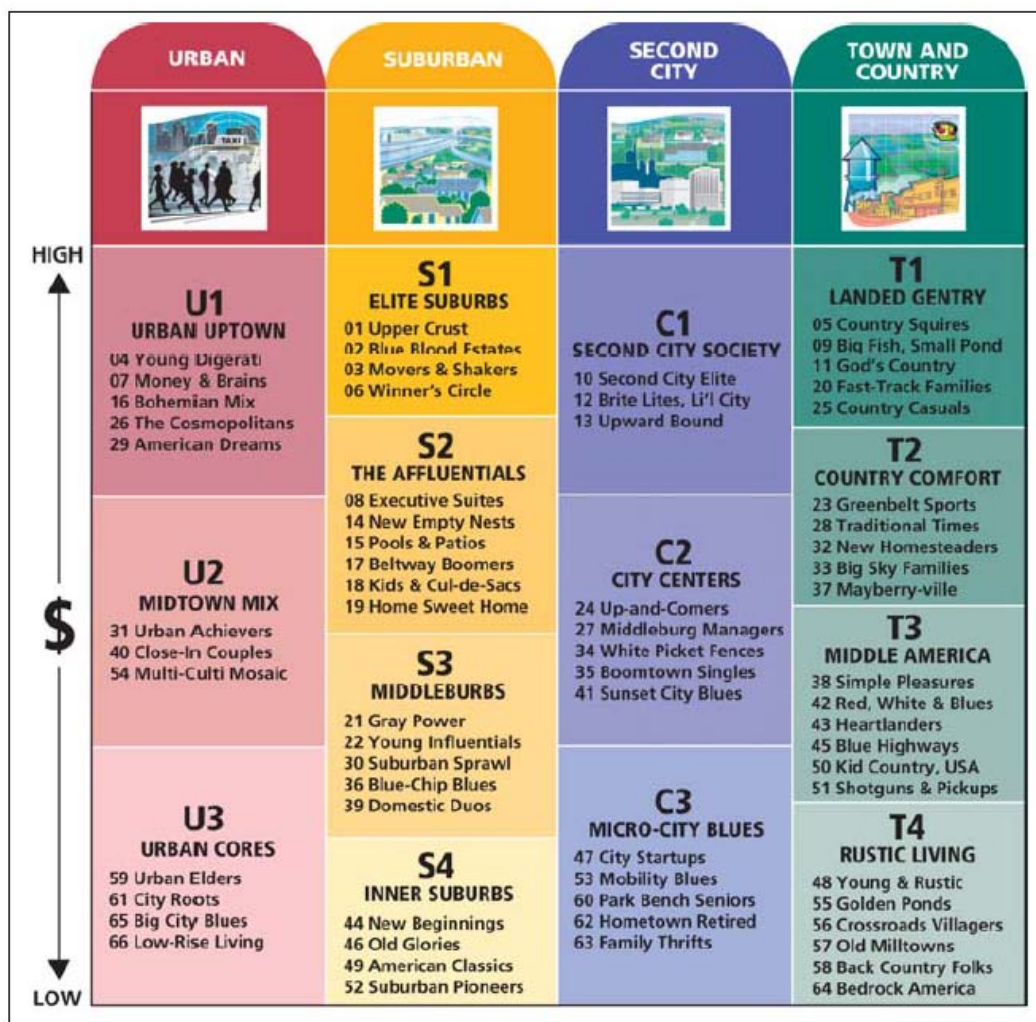 URBAN
SUBURBAN
SECOND
CITY
TOWN AND
COUNTRY
TAXI
HIGH
$
LOW
U1
URBAN UPTOWN
04 Young Digerati
07 Money & Brains
16 Bohemian Mix
26 The Cosmopolitans
29 American Dreams
U2
MIDTOWN MIX
31 Urban Achievers
40 Close-In Couples
54 Multi-Culti Mosaic
U3
URBAN CORES
59 Urban Elders
61 City Roots
65 Big City Blues
66 Low-Rise Living
S1
ELITE SUBURBS
01 Upper Crust
02 Blue Blood Estates
03 Movers & Shakers
06 Winner's Circle
S2
THE AFFLUENTIALS
08 Executive Suites
14 New Empty Nests
15 Pools & Patios
17 Beltway Boomers
18 Kids & Cul-de-Sacs
19 Home Sweet Home
S3
MIDDLEBURBS
21 Gray Power
22 Young Influentials
30 Suburban Sprawl
36 Blue-Chip Blues
39 Domestic Duos
S4
INNER SUBURBS
44 New Beginnings
46 Old Glories
49 American Classics
52 Suburban Pioneers
C1
SECOND CITY SOCIETY
10 Second City Elite
12 Brite Lites, Li'l City
13 Upward Bound
C2
CITY CENTERS
24 Up-and-Comers
27 Middleburg Managers
34 White Picket Fences
35 Boomtown Singles
41 Sunset City Blues
C3
MICRO-CITY BLUES
47 City Startups
53 Mobility Blues
60 Park Bench Seniors
62 Hometown Retired
63 Family Thrifts
T1
LANDED GENTRY
05 Country Squires
09 Big Fish, Small Pond
11 God's Country
20 Fast-Track Families
25 Country Casuals
T2
COUNTRY COMFORT
23 Greenbelt Sports
28 Traditional Times
32 New Homesteaders
33 Big Sky Families
37 Mayberry-ville
T3
MIDDLE AMERICA
38 Simple Pleasures
42 Red, White & Blues
43 Heartlanders
45 Blue Highways
50 Kid Country, USA
51 Shotguns & Pickups
T4
RUSTIC LIVING
48 Young & Rustic
55 Golden Ponds
56 Crossroads Villagers
57 Old Milltowns
58 Back Country Folks
64 Bedrock America